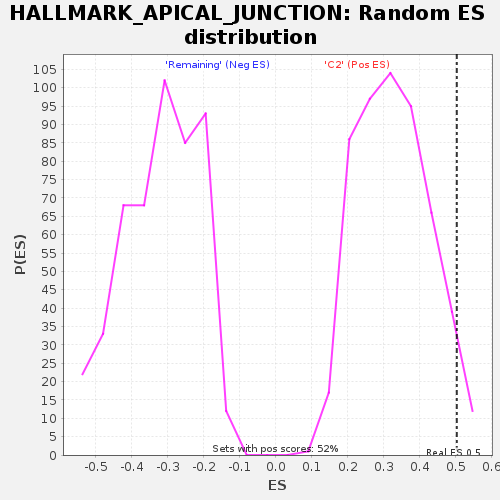 HALLMARK_APICAL_JUNCTION: Random ES
distribution
'Remaining' (Neg ES)
'C2' (Pos ES)
105
100
95
90
85
80
75
70
65
60
55
50
45
40
35
30
25
20
15
10
5
0
P(ES)
Sets with pos scores: 52%
Real ES 0.5
-0.5 -0.4 -0.3 -0.2 -0.1 0.0 0.1 0.2 0.3 0.4 0.5 0.6
ES